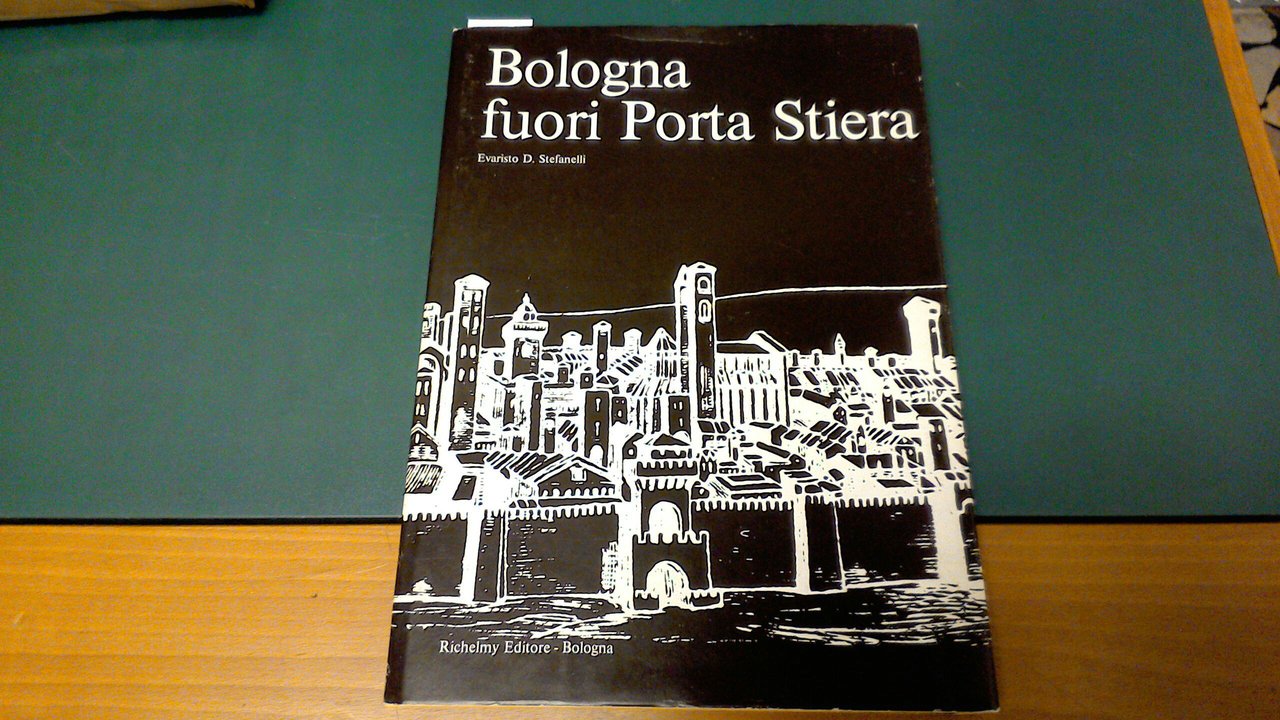 Bologna
fuori Porta Stiera
Evaristo D. Stefanelli
Richelmy Editore - Bologna